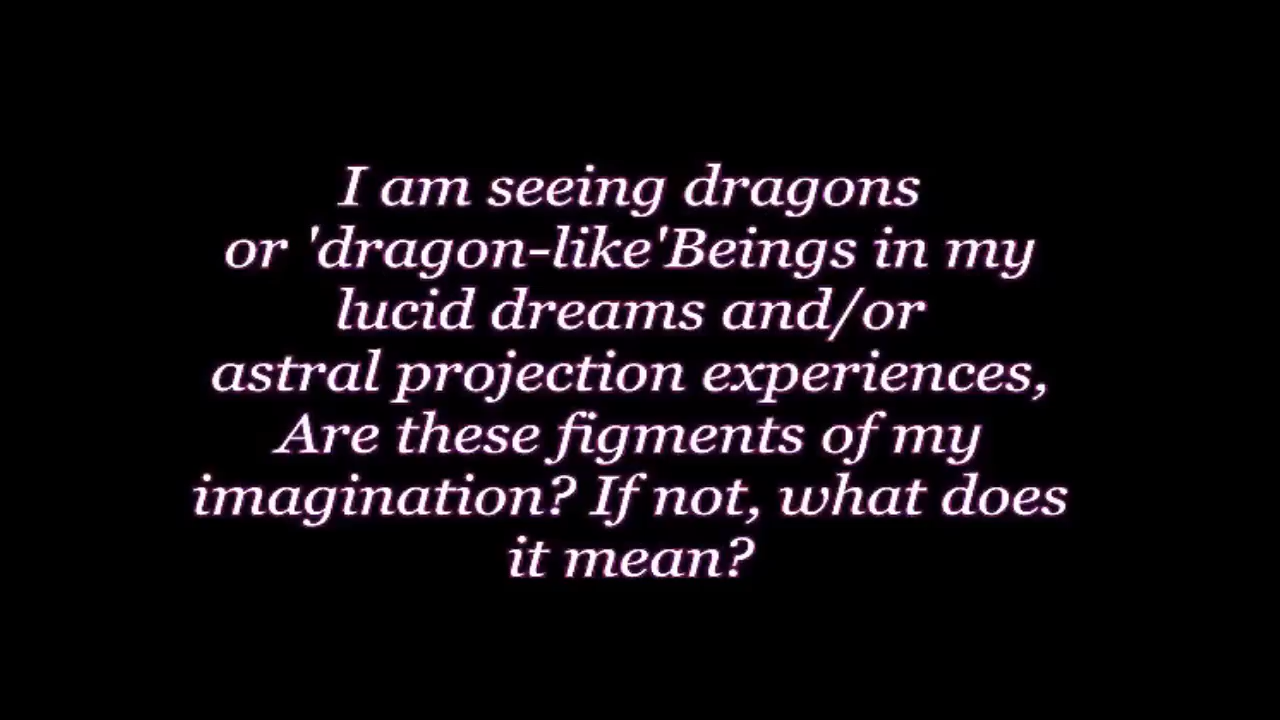 I am seeing dragons
or 'dragon-like'Beings in my
lucid dreams and/or
astral projection experiences,
Are these figments of my
imagination? If not, what does
it mean?